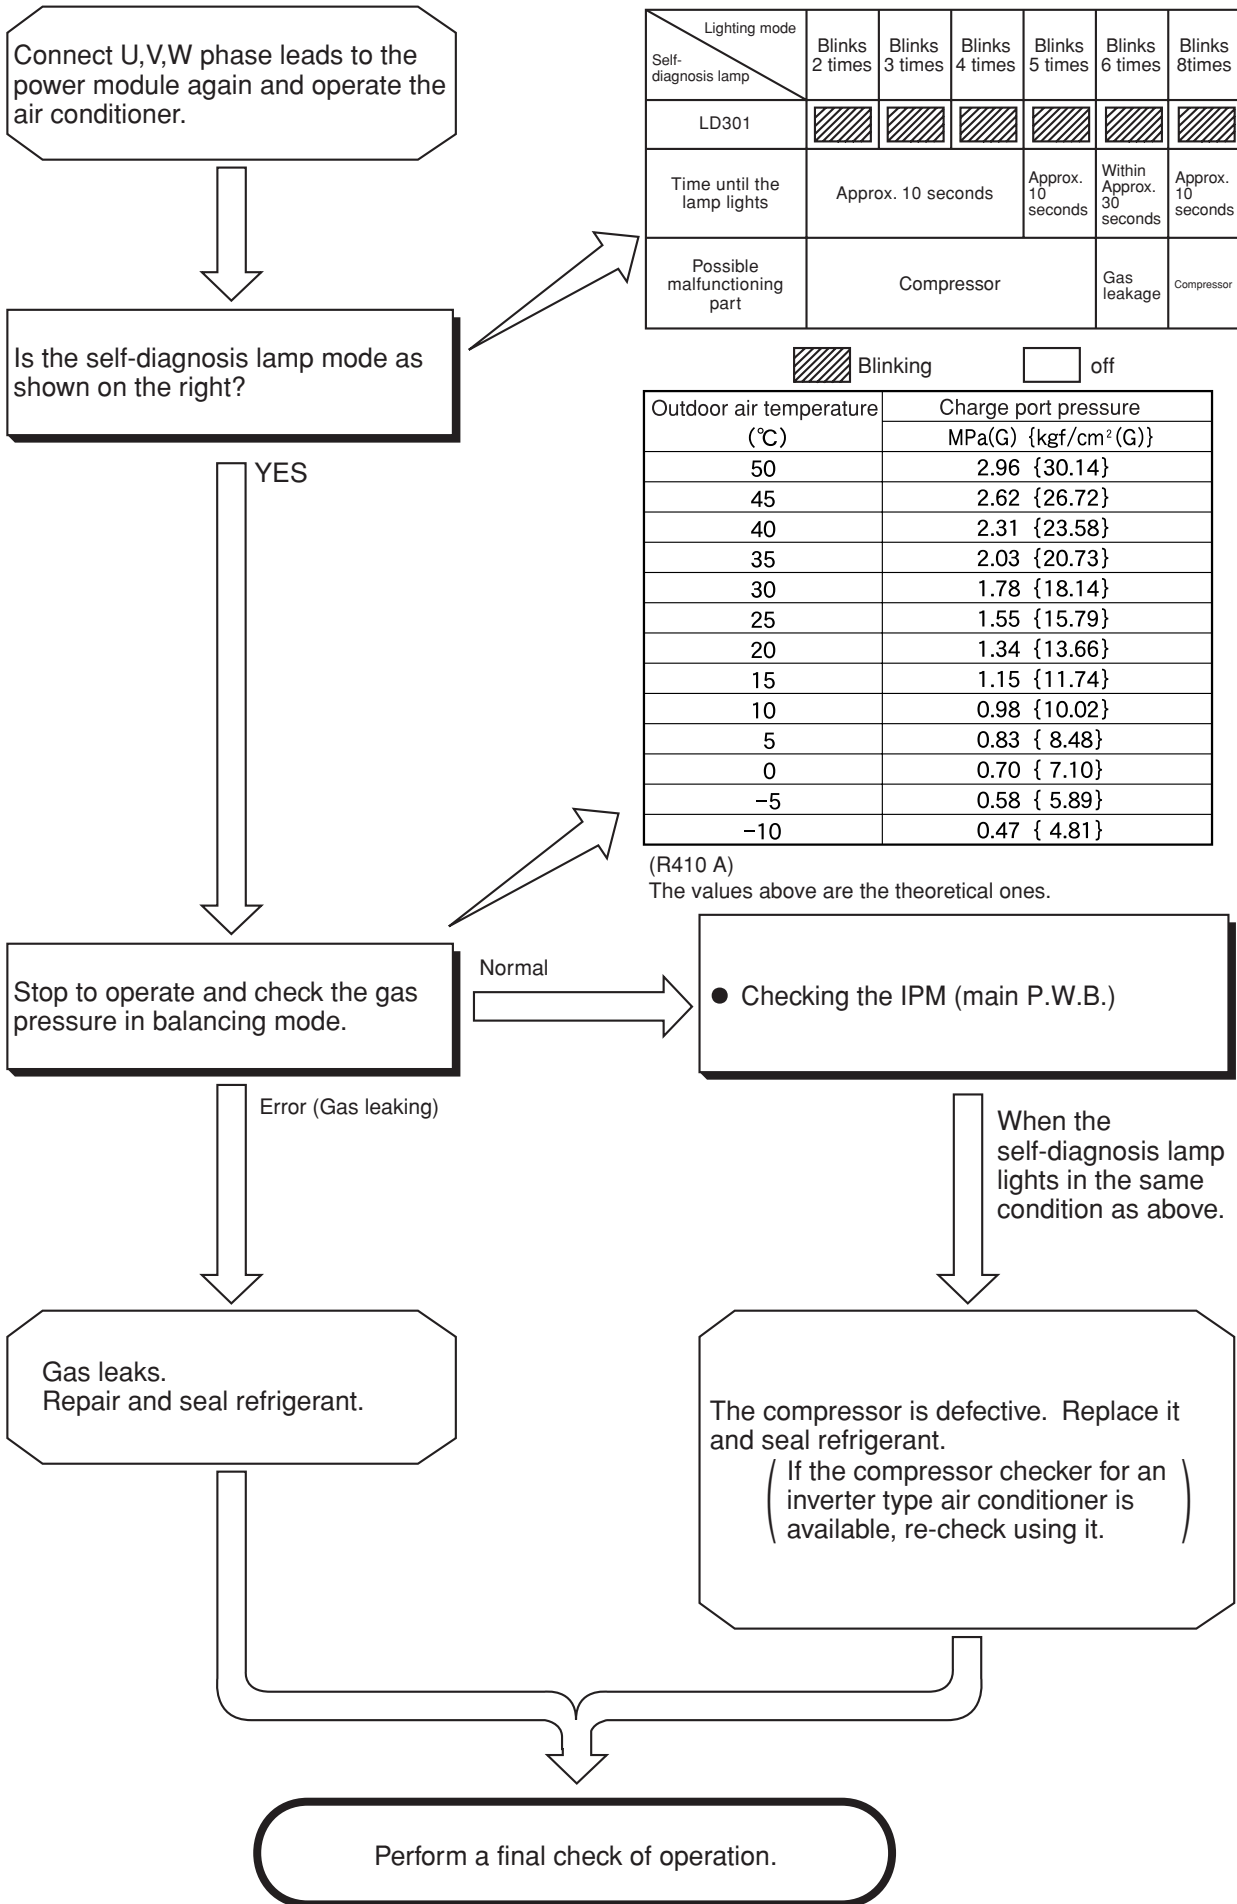 Connect U,V,W phase leads to the
power module again and operate the
air conditioner.
Lighting mode
Self-
diagnosis lamp
Blinks
2 times
Blinks
3 times
Blinks
4 times
Blinks
5 times
Blinks
6 times
Blinks
8times
LD301
Time until the
lamp lights
Approx. 10 seconds
Approx.
10
seconds
Within
Approx.
30
seconds
Approx.
10
seconds
Possible
malfunctioning
part
Compressor
Gas
leakage
Compressor
Blinking
off
Is the self-diagnosis lamp mode as
shown on the right?
YES
Outdoor air temperature Charge port pressure
(℃) MPa(G) {kgf/cm²(G)}
50 2.96 {30.14}
45 2.62 {26.72}
40 2.31 {23.58}
35 2.03 {20.73}
30 1.78 {18.14}
25 1.55 {15.79}
20 1.34 {13.66}
15 1.15 {11.74}
10 0.98 {10.02}
5 0.83 { 8.48}
0 0.70 { 7.10}
−5 0.58 { 5.89}
−10 0.47 { 4.81}
(R410 A)
The values above are the theoretical ones.
Stop to operate and check the gas
pressure in balancing mode.
Normal
● Checking the IPM (main P.W.B.)
Error (Gas leaking)
When the
self-diagnosis lamp
lights in the same
condition as above.
Gas leaks.
Repair and seal refrigerant.
The compressor is defective. Replace it
and seal refrigerant.
( If the compressor checker for an
inverter type air conditioner is
available, re-check using it. )
Perform a final check of operation.